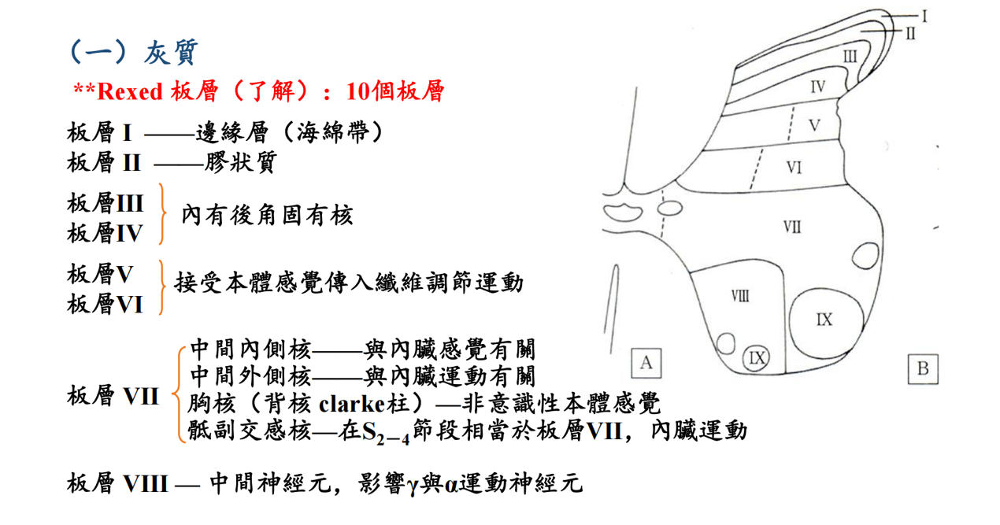 （一）灰質
**Rexed 板層（了解）：10個板層
板層 I ——邊緣層（海綿帶）
板層 II ——膠狀質
板層III
板層IV
內有後角固有核
板層V
板層VI
接受本體感覺傳入纖維調節運動
板層 VII
中間內側核——與內臟感覺有關
中間外側核——與內臟運動有關
胸核（背核 clarke柱）—非意識性本體感覺
骶副交感核—在S2−4節段相當於板層VII，內臟運動
板層 VIII — 中間神經元，影響γ與α運動神經元
I
II
III
IV
V
VI
VII
VIII
IX
IX
A
B